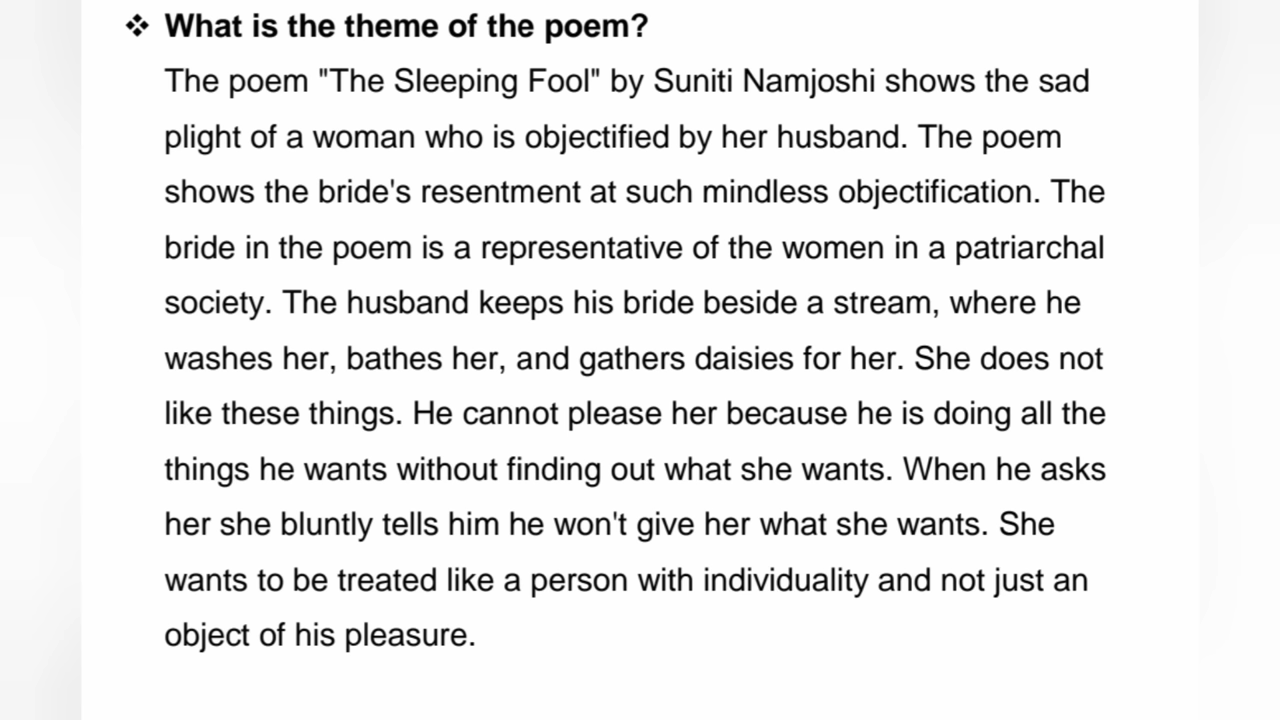 ❖ What is the theme of the poem?
The poem "The Sleeping Fool" by Suniti Namjoshi shows the sad
plight of a woman who is objectified by her husband. The poem
shows the bride's resentment at such mindless objectification. The
bride in the poem is a representative of the women in a patriarchal
society. The husband keeps his bride beside a stream, where he
washes her, bathes her, and gathers daisies for her. She does not
like these things. He cannot please her because he is doing all the
things he wants without finding out what she wants. When he asks
her she bluntly tells him he won't give her what she wants. She
wants to be treated like a person with individuality and not just an
object of his pleasure.